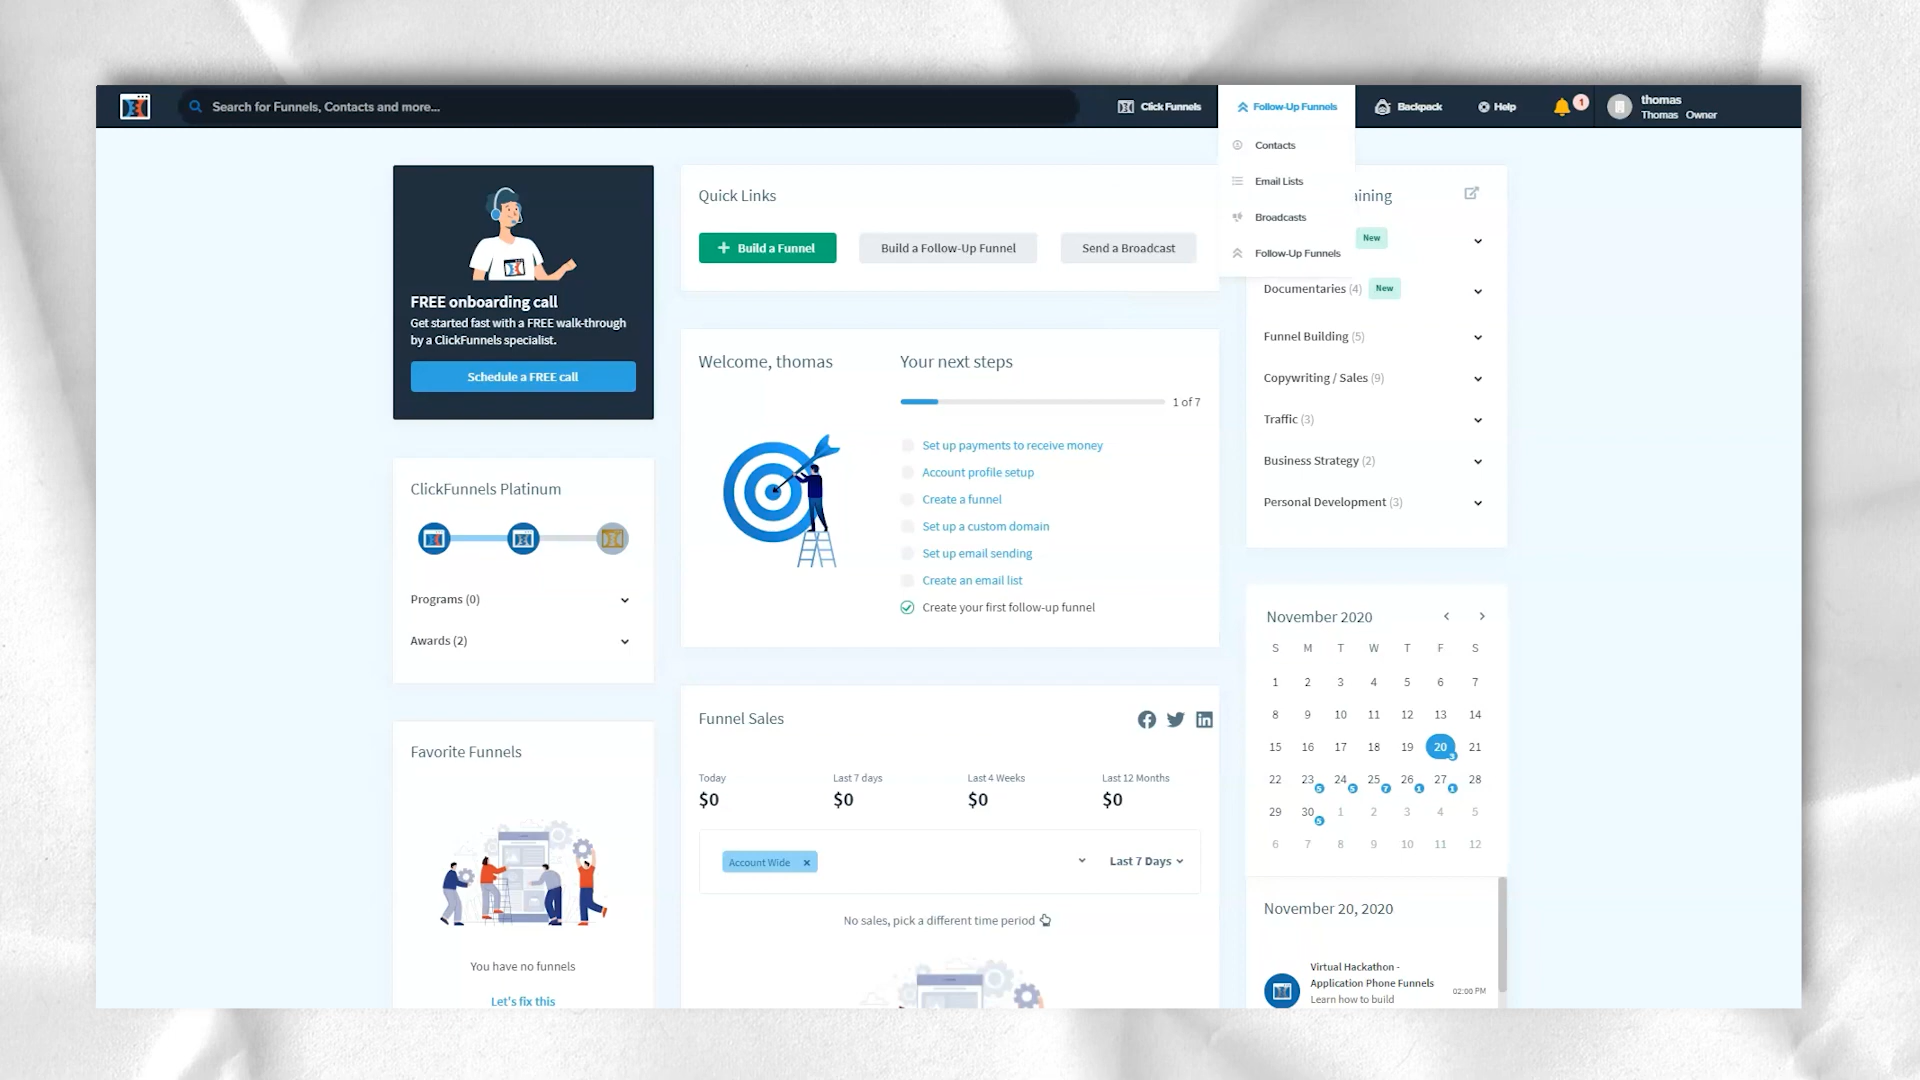 Search for Funnels, Contacts and more...
Click Funnels
Follow-Up Funnels
Backpack
Help
1
thomas
Thomas Owner
Contacts
Email Lists
Broadcasts
Follow-Up Funnels
FREE onboarding call
Get started fast with a FREE walk-through
by a ClickFunnels specialist.
Schedule a FREE call
ClickFunnels Platinum
Programs (0)
Awards (2)
Favorite Funnels
You have no funnels
Let's fix this
Quick Links
Build a Funnel
Build a Follow-Up Funnel
Send a Broadcast
Welcome, thomas
Your next steps
1 of 7
Set up payments to receive money
Account profile setup
Create a funnel
Set up a custom domain
Set up email sending
Create an email list
Create your first follow-up funnel
Funnel Sales
Today
Last 7 days
Last 4 Weeks
Last 12 Months
$0
$0
$0
$0
Account Wide ×
Last 7 Days
No sales, pick a different time period
aining
New
Documentaries (4) New
Funnel Building (5)
Copywriting / Sales (9)
Traffic (3)
Business Strategy (2)
Personal Development (3)
November 2020
S M T W T F S
1 2 3 4 5 6 7
8 9 10 11 12 13 14
15 16 17 18 19 20 3 21
22 23 5 24 5 25 7 26 1 27 1 28
29 30 5 1 2 3 4 5
6 7 8 9 10 11 12
November 20, 2020
Virtual Hackathon -
Application Phone Funnels
Learn how to build
02:00 PM